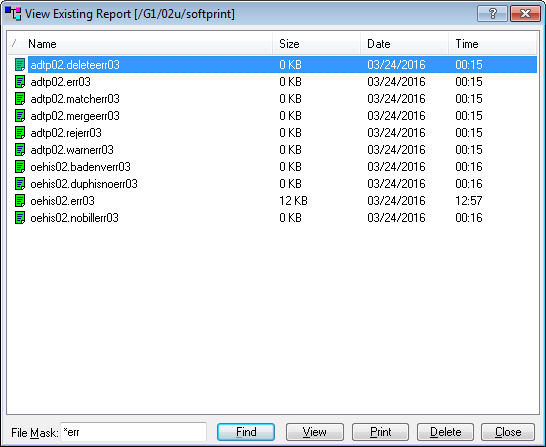 View Existing Report [/G1/02u/softprint]
/ Name Size Date Time
adtp02.deleteerr03 0 KB 03/24/2016 00:15
adtp02.err03 0 KB 03/24/2016 00:15
adtp02.matcherr03 0 KB 03/24/2016 00:15
adtp02.mergeerr03 0 KB 03/24/2016 00:15
adtp02.rejerr03 0 KB 03/24/2016 00:15
adtp02.warnerr03 0 KB 03/24/2016 00:15
oehis02.badenverr03 0 KB 03/24/2016 00:16
oehis02.duphisnoerr03 0 KB 03/24/2016 00:16
oehis02.err03 12 KB 03/24/2016 12:57
oehis02.nobillerr03 0 KB 03/24/2016 00:16
File Mask: *err Find View Print Delete Close